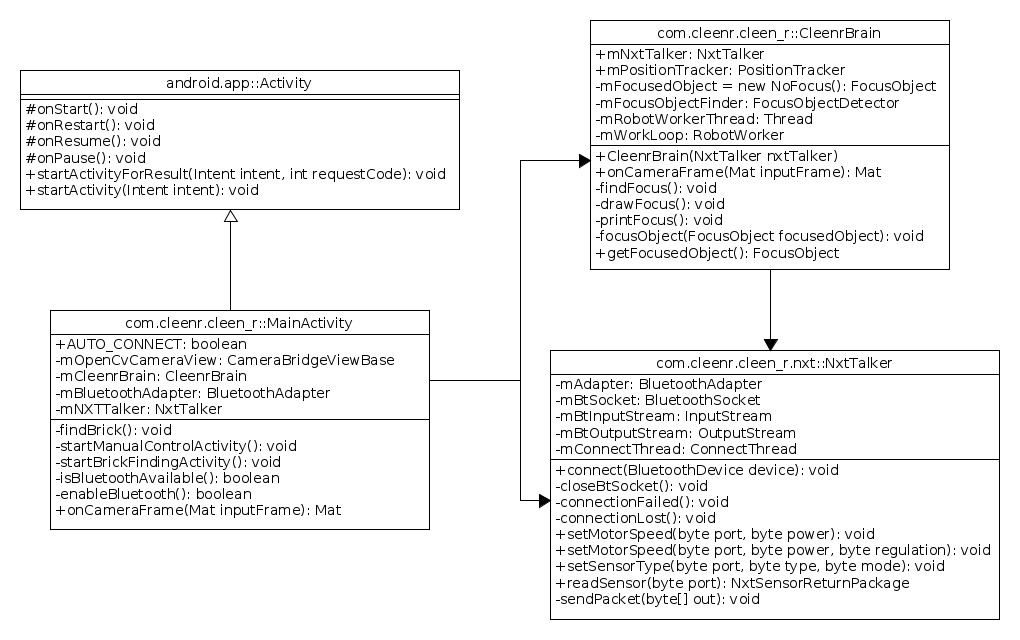 android.app::Activity
#onStart(): void
#onRestart(): void
#onResume(): void
#onPause(): void
+startActivityForResult(Intent intent, int requestCode): void
+startActivity(Intent intent): void
com.cleenr.cleen_r::MainActivity
+AUTO_CONNECT: boolean
-mOpenCvCameraView: CameraBridgeViewBase
-mCleenrBrain: CleenrBrain
-mBluetoothAdapter: BluetoothAdapter
-mNXTTalker: NxtTalker
-findBrick(): void
-startManualControlActivity(): void
-startBrickFindingActivity(): void
-isBluetoothAvailable(): boolean
-enableBluetooth(): boolean
+onCameraFrame(Mat inputFrame): Mat
com.cleenr.cleen_r::CleenrBrain
+mNxtTalker: NxtTalker
+mPositionTracker: PositionTracker
-mFocusedObject = new NoFocus(): FocusObject
-mFocusObjectFinder: FocusObjectDetector
-mRobotWorkerThread: Thread
-mWorkLoop: RobotWorker
+CleenrBrain(NxtTalker nxtTalker)
+onCameraFrame(Mat inputFrame): Mat
-findFocus(): void
-drawFocus(): void
-printFocus(): void
-focusObject(FocusObject focusedObject): void
+getFocusedObject(): FocusObject
com.cleenr.cleen_r.nxt::NxtTalker
-mAdapter: BluetoothAdapter
-mBtSocket: BluetoothSocket
-mBtInputStream: InputStream
-mBtOutputStream: OutputStream
-mConnectThread: ConnectThread
+connect(BluetoothDevice device): void
-closeBtSocket(): void
-connectionFailed(): void
-connectionLost(): void
+setMotorSpeed(byte port, byte power): void
+setMotorSpeed(byte port, byte power, byte regulation): void
+setSensorType(byte port, byte type, byte mode): void
+readSensor(byte port): NxtSensorReturnPackage
-sendPacket(byte[] out): void